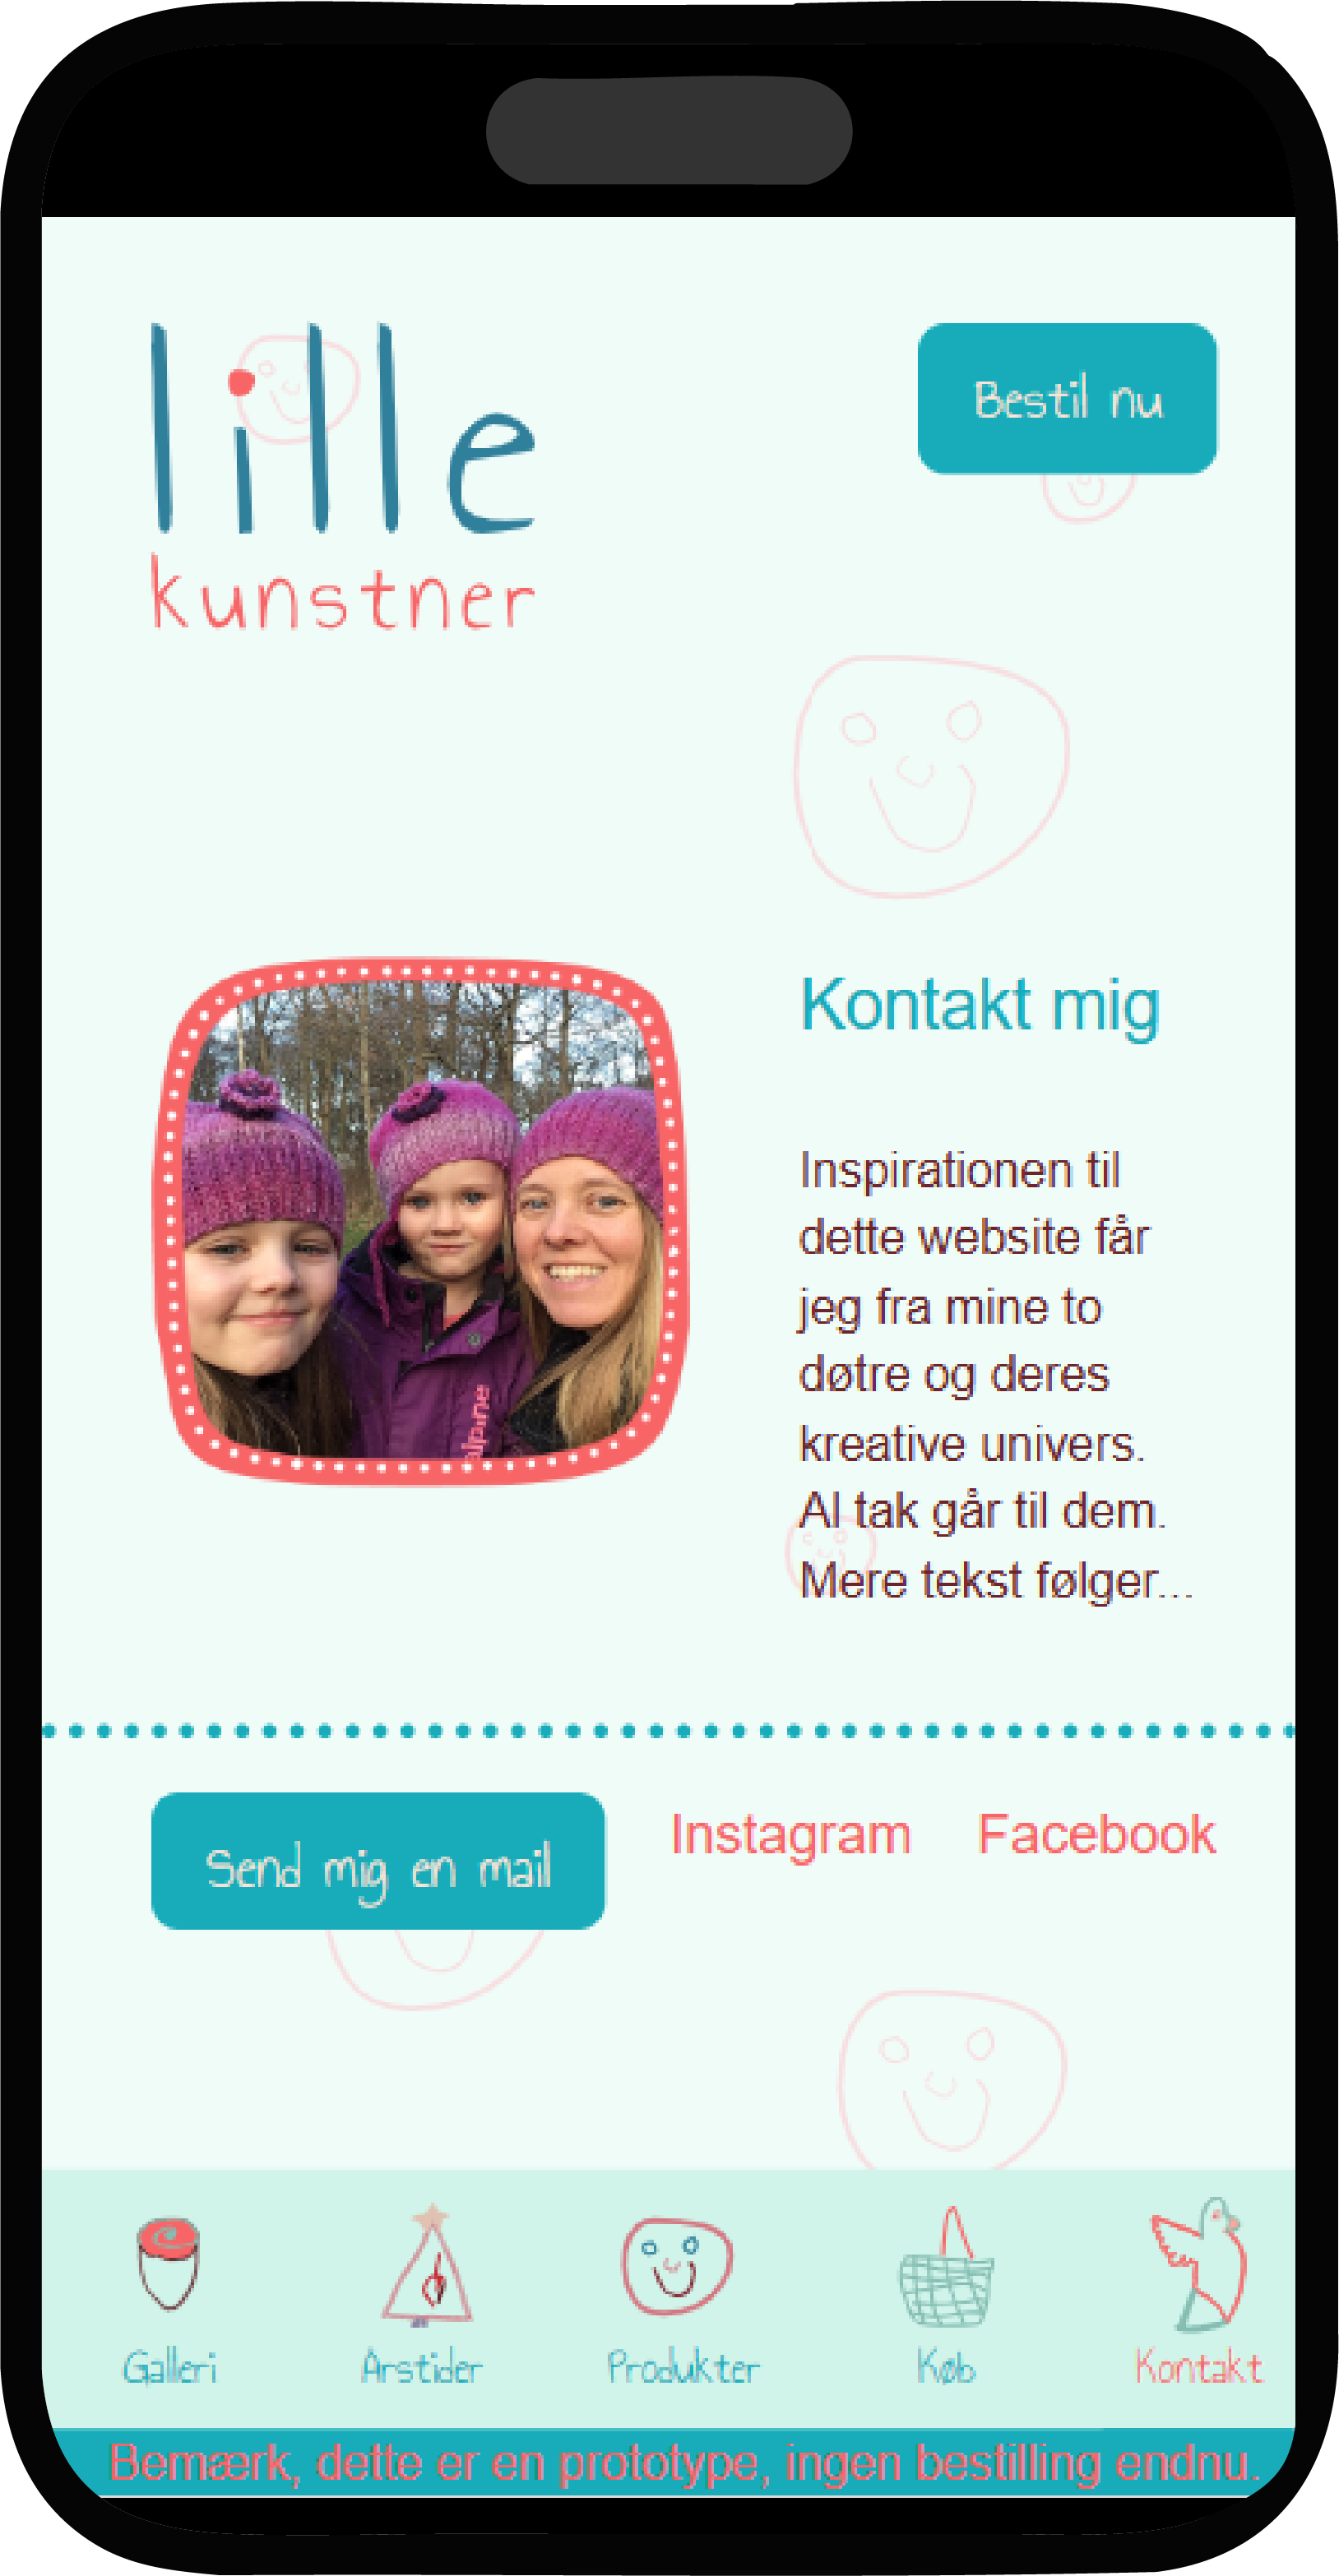 lille
kunstner
Bestil nu
Kontakt mig
Inspirationen til
dette website får
jeg fra mine to
døtre og deres
kreative univers.
Al tak går til dem.
Mere tekst følger...
alpine
Send mig en mail
Instagram
Facebook
Galleri
Årstider
Produkter
Køb
Kontakt
Bemærk, dette er en prototype, ingen bestilling endnu.